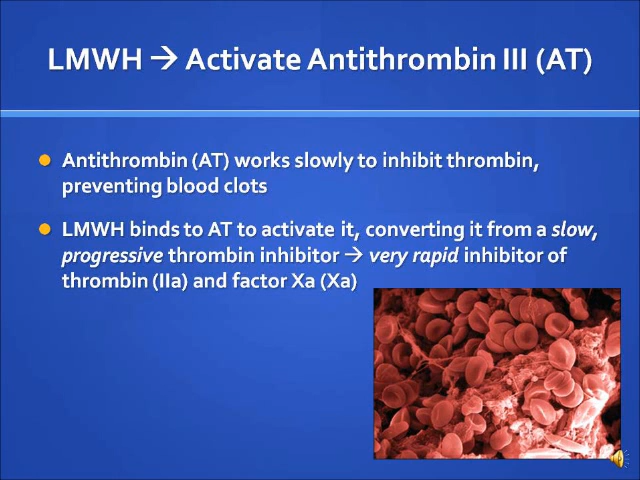 LMWH → Activate Antithrombin III (AT)
Antithrombin (AT) works slowly to inhibit thrombin,
preventing blood clots
LMWH binds to AT to activate it, converting it from a slow,
progressive thrombin inhibitor → very rapid inhibitor of
thrombin (IIa) and factor Xa (Xa)